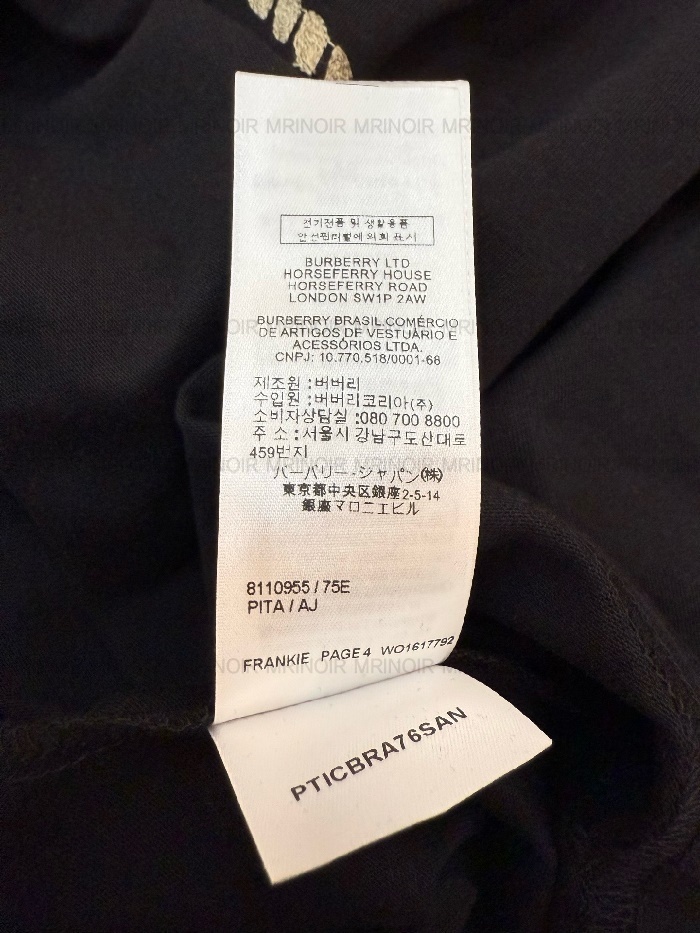 MRINOIR MRINOIR MRINOIR MRINOIR
전기전품 및 생활용품
안전관리법에 의회 표시
BURBERRY LTD
HORSEFERRY HOUSE
HORSEFERRY ROAD
LONDON SW1P 2AW
BURBERRY BRASIL COMÉRCIO
DE ARTIGOS DE VESTUÁRIO E
ACESSÓRIOS LTDA.
CNPJ: 10.770.518/0001-68
제조원 : 버버리
수입원 : 버버리코리아(주)
소비자상담실 :080 700 8800
주 소 : 서울시 강남구도산대로
459번지
バーバリー・ジャパン(株)
東京都中央区銀座2-5-14
銀座マロニエビル
8110955 / 75E
PITA / AJ
FRANKIE PAGE 4 WO1617792
PTICBRA76SAN